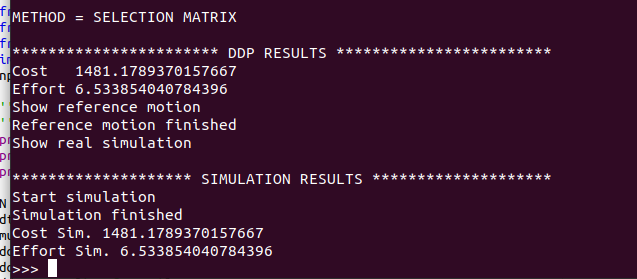 METHOD = SELECTION MATRIX
*********************** DDP RESULTS ************************
Cost   1481.1789370157667
Effort 6.533854040784396
Show reference motion
Reference motion finished
Show real simulation
******************** SIMULATION RESULTS ********************
Start simulation
Simulation finished
Cost Sim. 1481.1789370157667
Effort Sim. 6.533854040784396
>>>